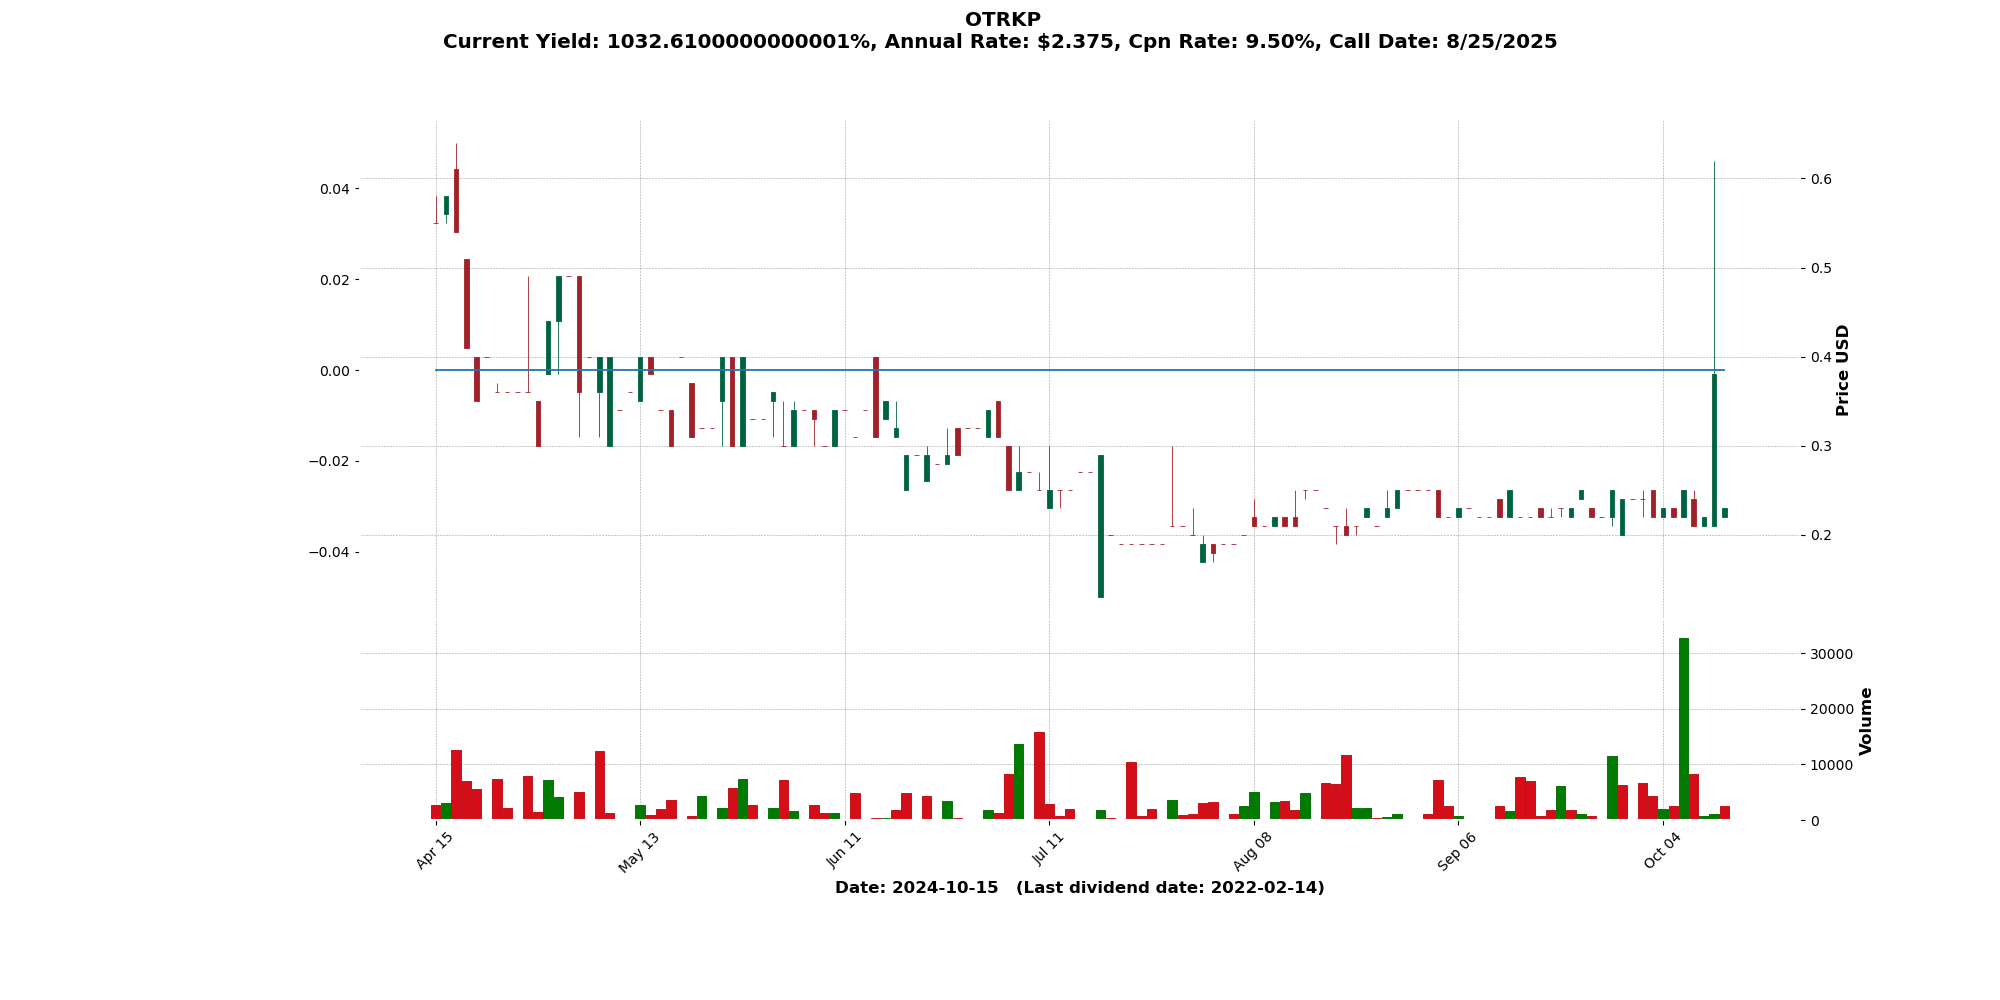 OTRKP
Current Yield: 1032.6100000000001%, Annual Rate: $2.375, Cpn Rate: 9.50%, Call Date: 8/25/2025
0.04
0.02
0.00
−0.02
−0.04
0.6
0.5
0.4
0.3
0.2
Price USD
30000
20000
10000
0
Volume
Apr 15
May 13
Jun 11
Jul 11
Aug 08
Sep 06
Oct 04
Date: 2024-10-15   (Last dividend date: 2022-02-14)